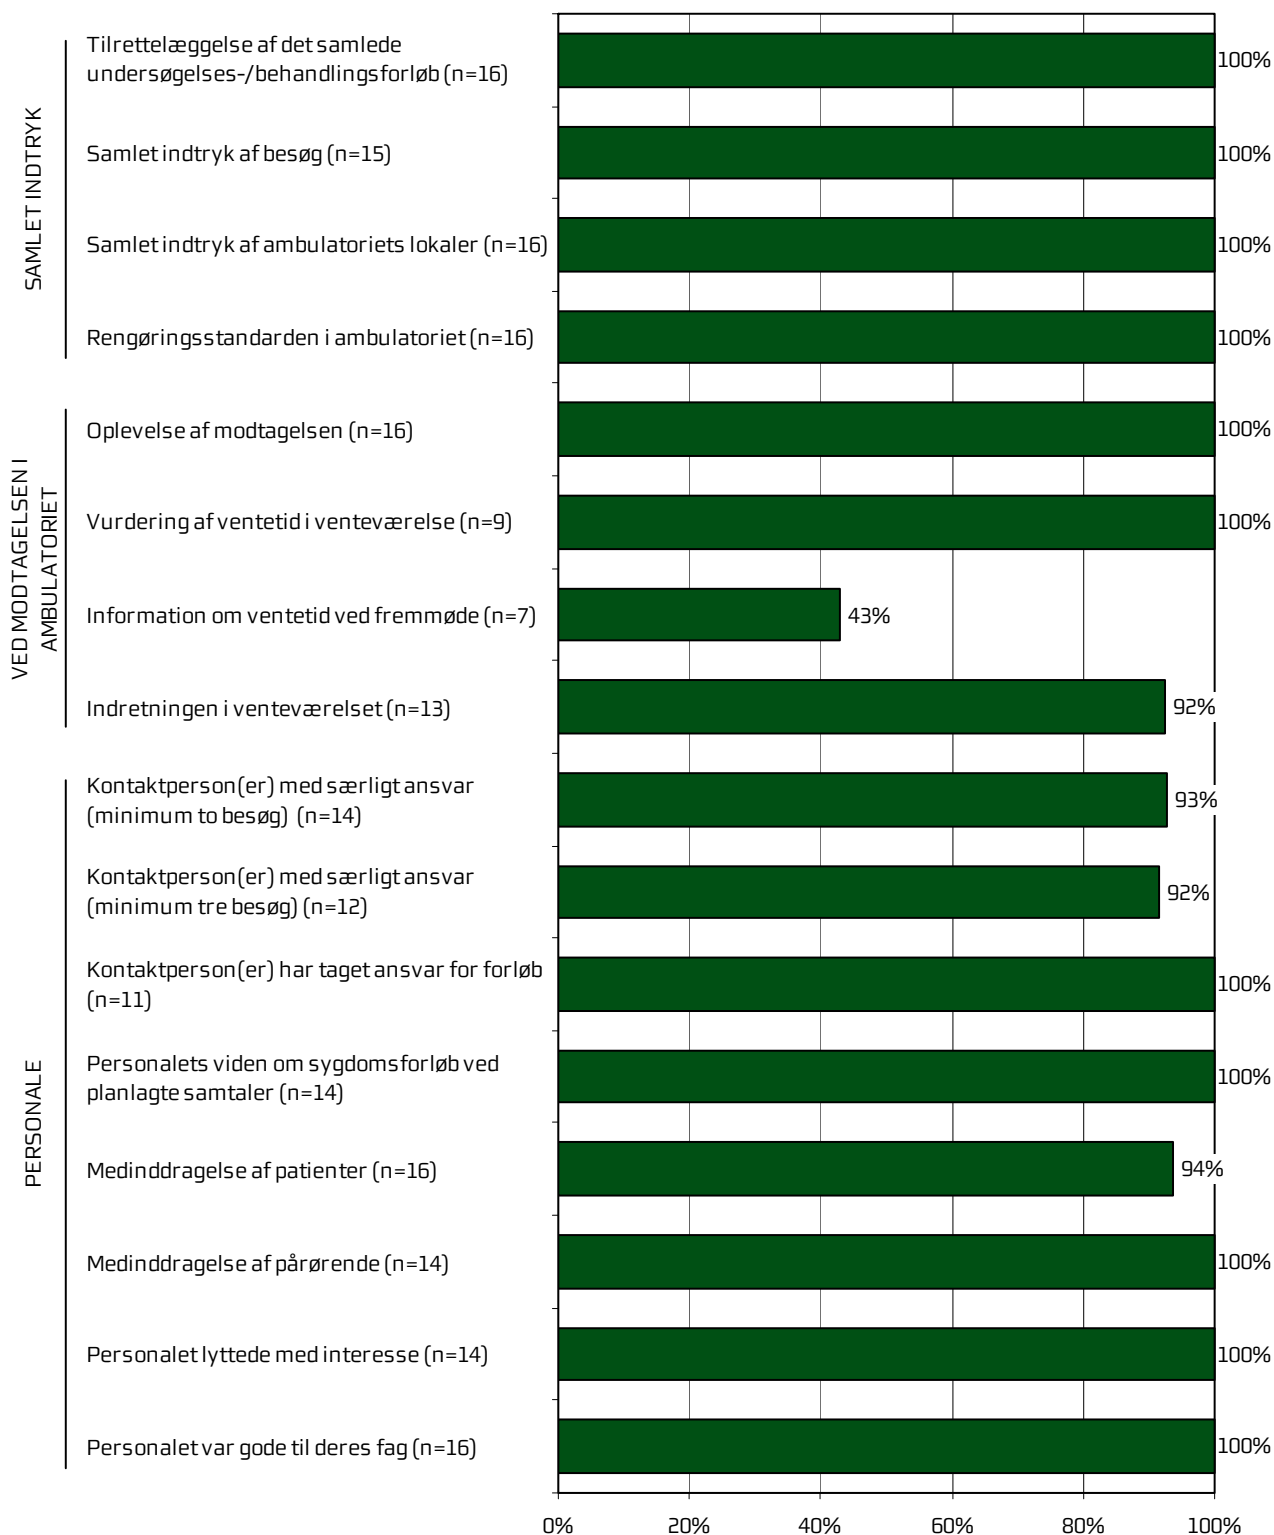 SAMLET INDTRYK
Tilrettelæggelse af det samlede
undersøgelses-/behandlingsforløb (n=16)
100%
Samlet indtryk af besøg (n=15)
100%
Samlet indtryk af ambulatoriets lokaler (n=16)
100%
Rengøringsstandarden i ambulatoriet (n=16)
100%
VED MODTAGELSEN I
AMBULATORIET
Oplevelse af modtagelsen (n=16)
100%
Vurdering af ventetid i venteværelse (n=9)
100%
Information om ventetid ved fremmøde (n=7)
43%
Indretningen i venteværelset (n=13)
92%
PERSONALE
Kontaktperson(er) med særligt ansvar
(minimum to besøg) (n=14)
93%
Kontaktperson(er) med særligt ansvar
(minimum tre besøg) (n=12)
92%
Kontaktperson(er) har taget ansvar for forløb
(n=11)
100%
Personalets viden om sygdomsforløb ved
planlagte samtaler (n=14)
100%
Medinddragelse af patienter (n=16)
94%
Medinddragelse af pårørende (n=14)
100%
Personalet lyttede med interesse (n=14)
100%
Personalet var gode til deres fag (n=16)
100%
0% 20% 40% 60% 80% 100%